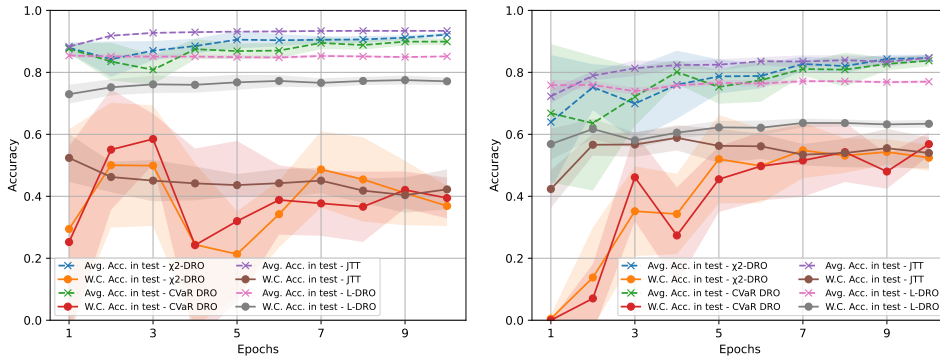 1.0
0.8
0.6
0.4
0.2
0.0
Accuracy
1 3 5 7 9
Epochs
Avg. Acc. in test - χ2-DRO
W.C. Acc. in test - χ2-DRO
Avg. Acc. in test - CVaR DRO
W.C. Acc. in test - CVaR DRO
Avg. Acc. in test - JTT
W.C. Acc. in test - JTT
Avg. Acc. in test - L-DRO
W.C. Acc. in test - L-DRO
1.0
0.8
0.6
0.4
0.2
0.0
Accuracy
1 3 5 7 9
Epochs
Avg. Acc. in test - χ2-DRO
W.C. Acc. in test - χ2-DRO
Avg. Acc. in test - CVaR DRO
W.C. Acc. in test - CVaR DRO
Avg. Acc. in test - JTT
W.C. Acc. in test - JTT
Avg. Acc. in test - L-DRO
W.C. Acc. in test - L-DRO